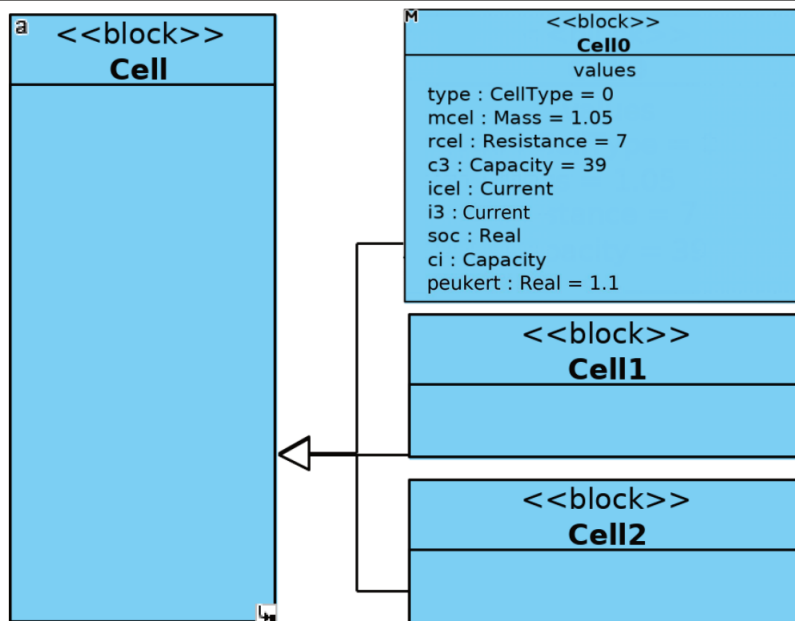 a
<<block>>
Cell
M
<<block>>
Cell0
values
type : CellType = 0
mcel : Mass = 1.05
rcel : Resistance = 7
c3 : Capacity = 39
icel : Current
i3 : Current
soc : Real
ci : Capacity
peukert : Real = 1.1
<<block>>
Cell1
<<block>>
Cell2